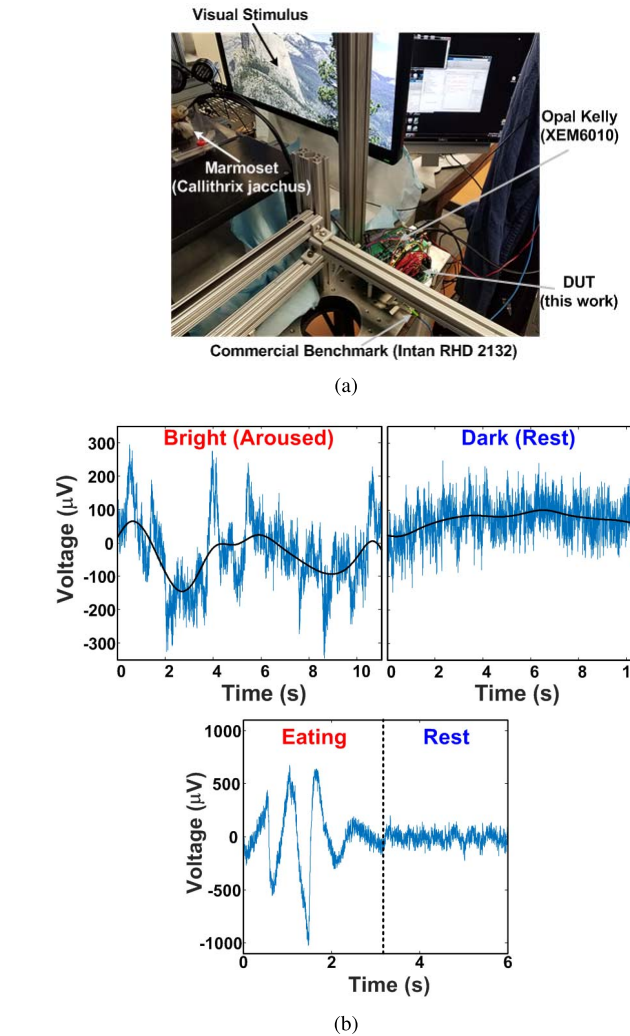 Visual Stimulus
Opal Kelly
(XEM6010)
Marmoset
(Callithrix jacchus)
DUT
(this work)
Commercial Benchmark (Intan RHD 2132)
(a)
Bright (Aroused)
Dark (Rest)
300
200
100
0
-100
-200
-300
Voltage (μV)
0 2 4 6 8 10
0 2 4 6 8 1
Time (s)
Time (s)
Eating
Rest
1000
500
0
-500
-1000
Voltage (μV)
0 2 4 6
Time (s)
(b)